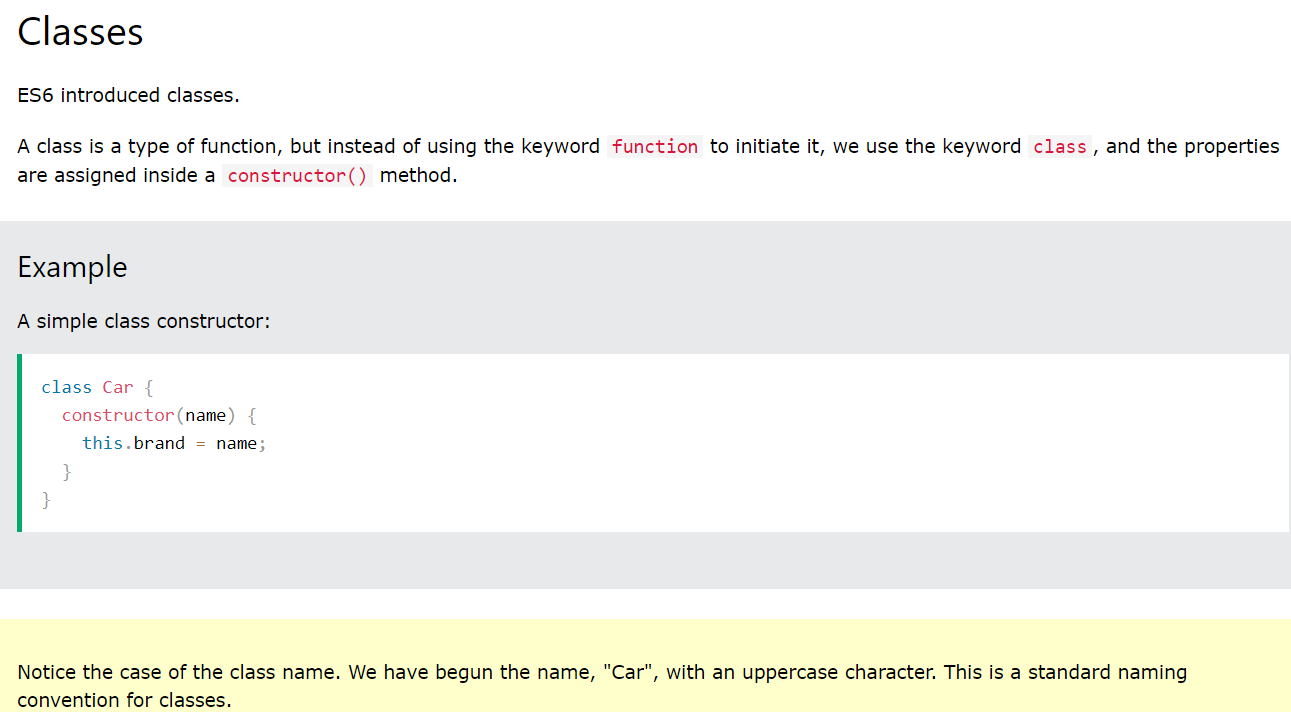 Classes
ES6 introduced classes.
A class is a type of function, but instead of using the keyword function to initiate it, we use the keyword class, and the properties
are assigned inside a constructor() method.
Example
A simple class constructor:
class Car {
  constructor(name) {
    this.brand = name;
  }
}
Notice the case of the class name. We have begun the name, "Car", with an uppercase character. This is a standard naming
convention for classes.